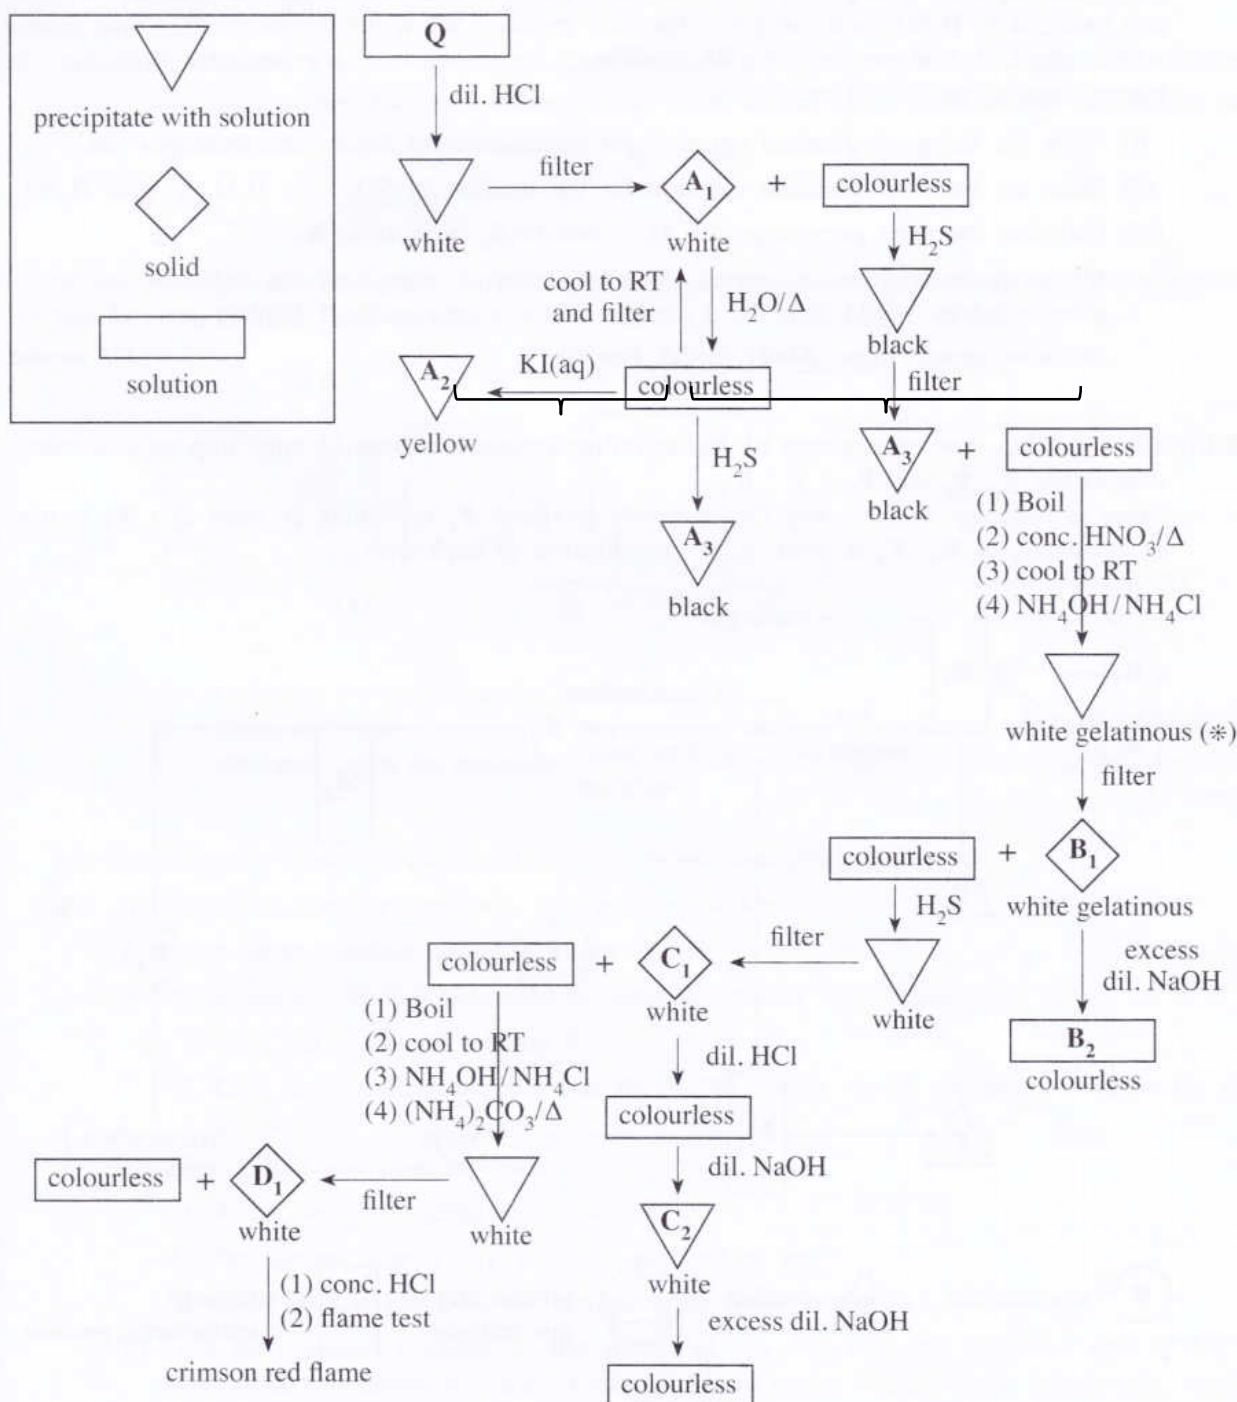 precipitate with solution
solid
solution
Q
dil. HCl
white
filter
A₁
white
+
colourless
H₂S
black
cool to RT
and filter
H₂O/Δ
A₂
yellow
KI(aq)
colourless
filter
H₂S
A₃
black
A₃
black
+
colourless
(1) Boil
(2) conc. HNO₃/Δ
(3) cool to RT
(4) NH₄OH/NH₄Cl
white gelatinous (*)
filter
colourless
+
B₁
white gelatinous
H₂S
excess
dil. NaOH
B₂
colourless
white
filter
colourless
+
C₁
white
(1) Boil
(2) cool to RT
(3) NH₄OH/NH₄Cl
(4) (NH₄)₂CO₃/Δ
dil. HCl
colourless
dil. NaOH
colourless
+
D₁
white
filter
white
C₂
white
(1) conc. HCl
(2) flame test
crimson red flame
excess dil. NaOH
colourless